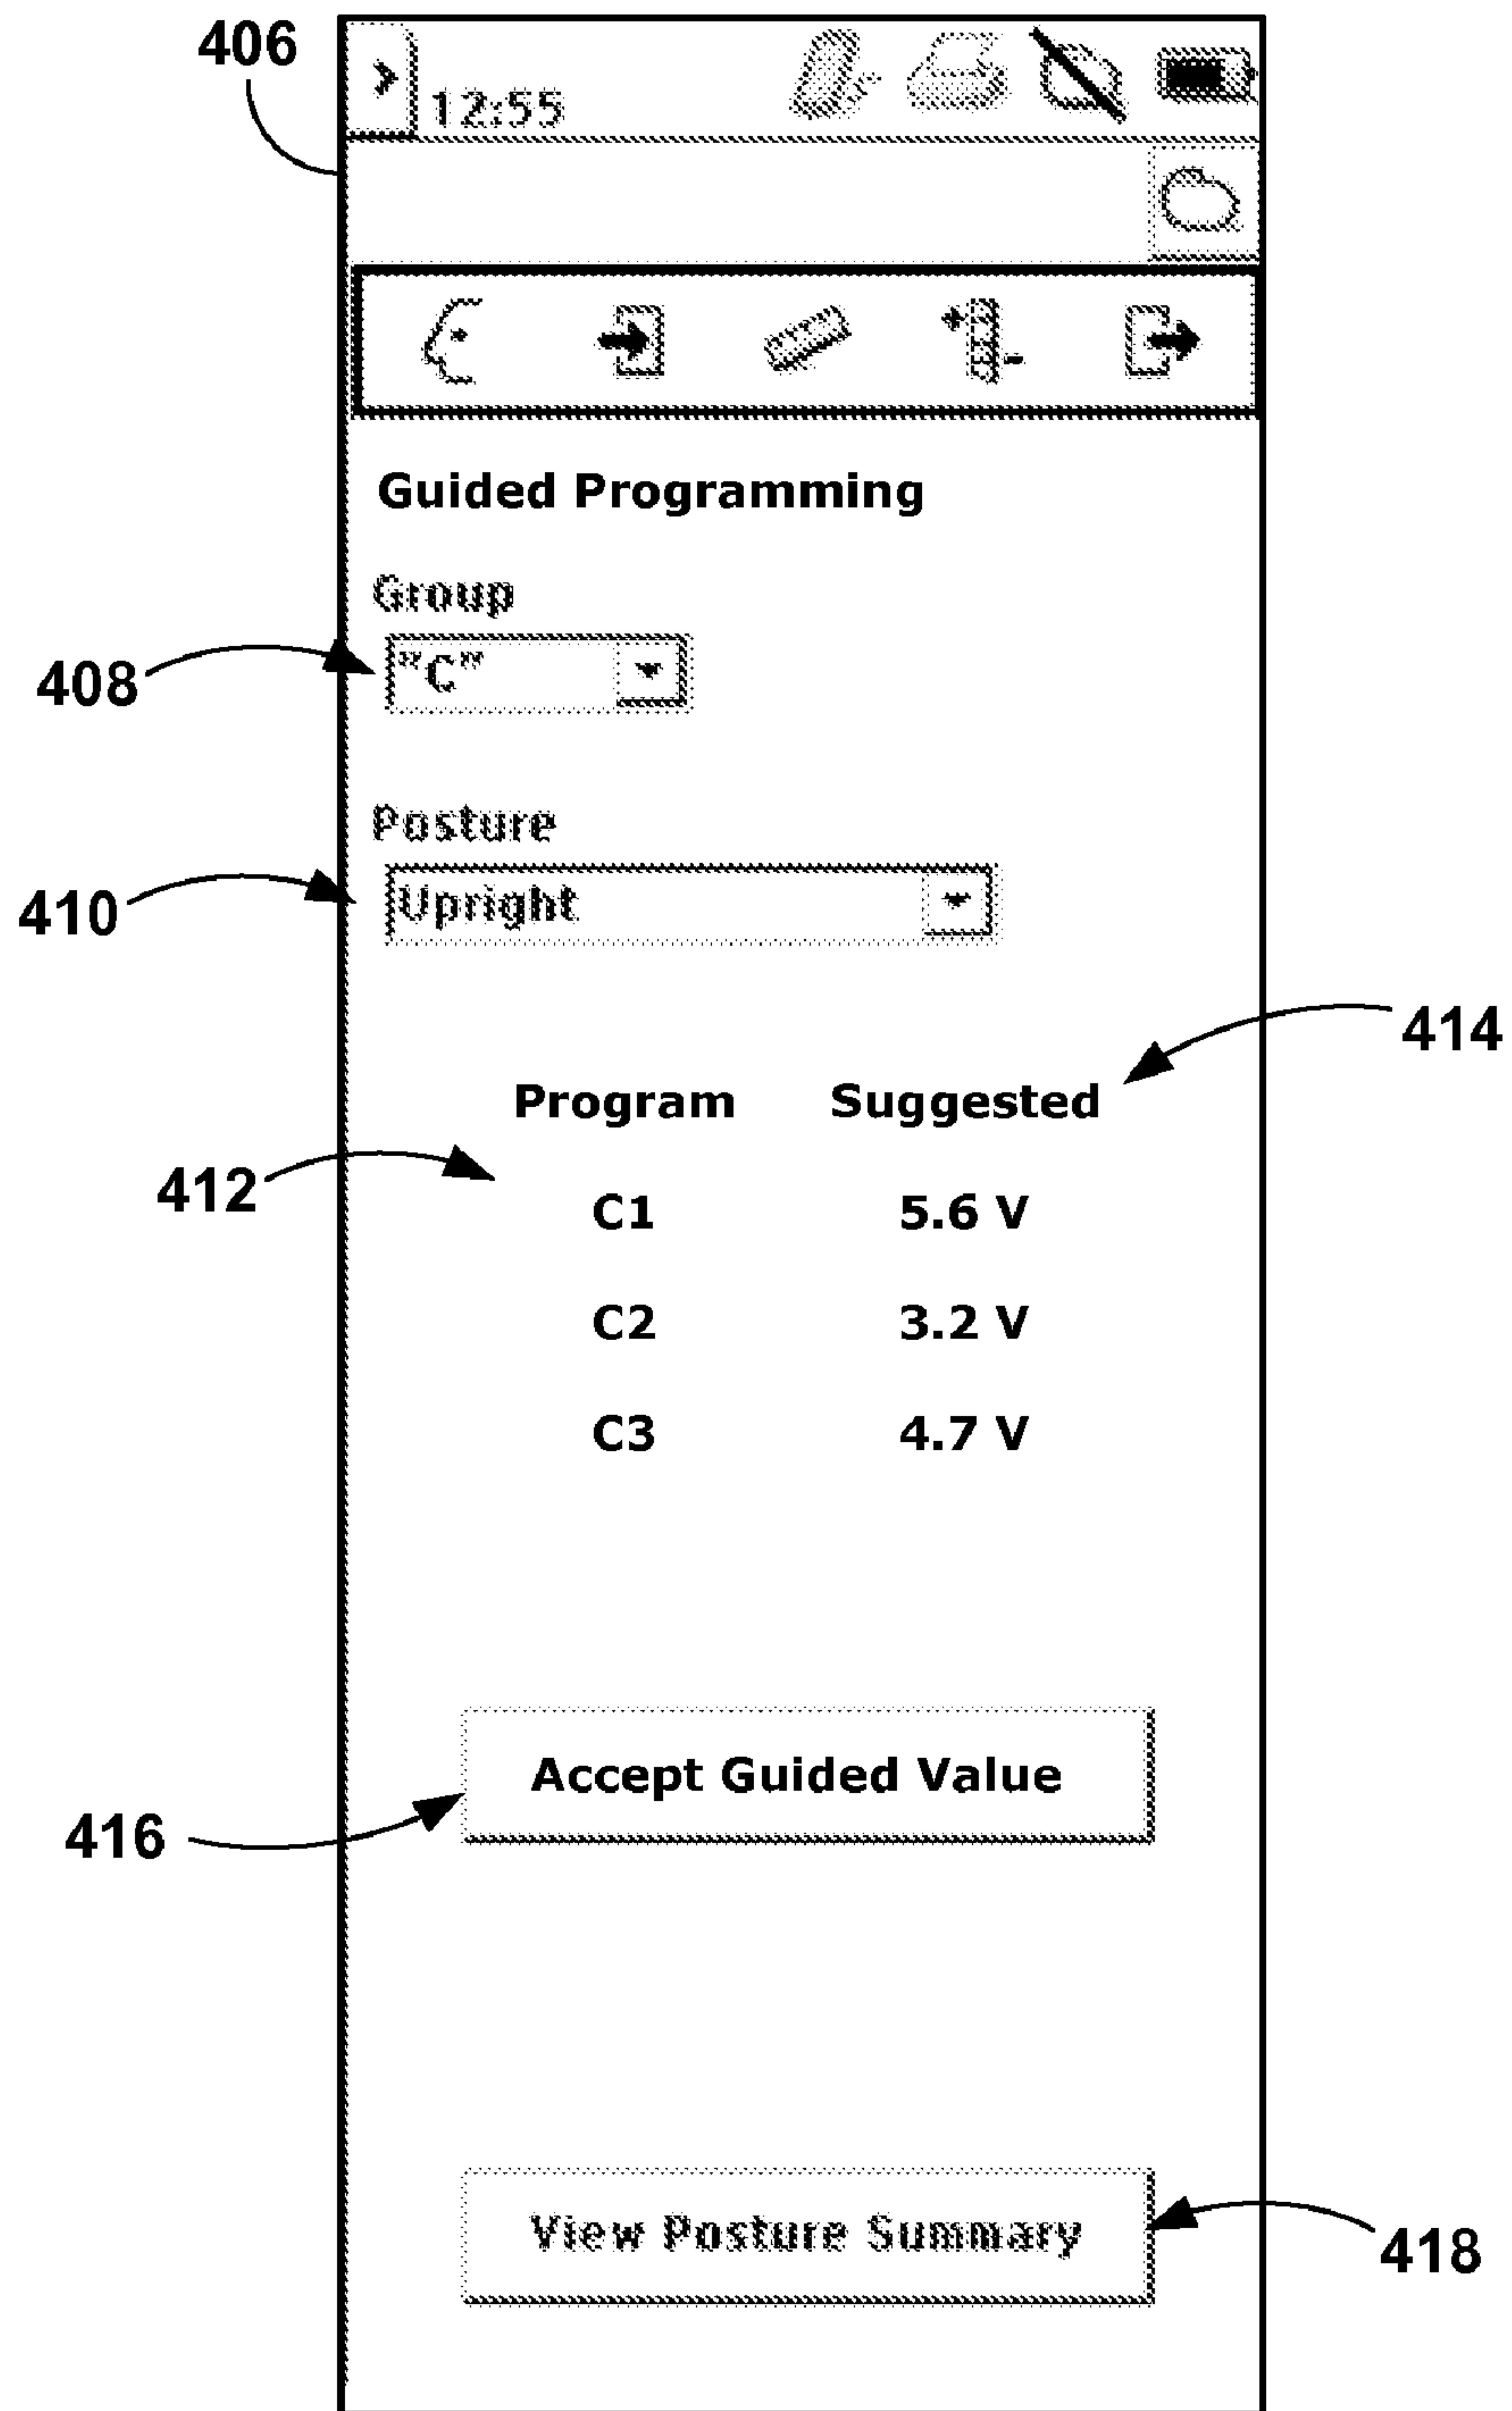 406
12:55
Guided Programming
Group
408
"C"
Posture
410
Upright
414
Program Suggested
412
C1 5.6 V
C2 3.2 V
C3 4.7 V
Accept Guided Value
416
View Posture Summary
418